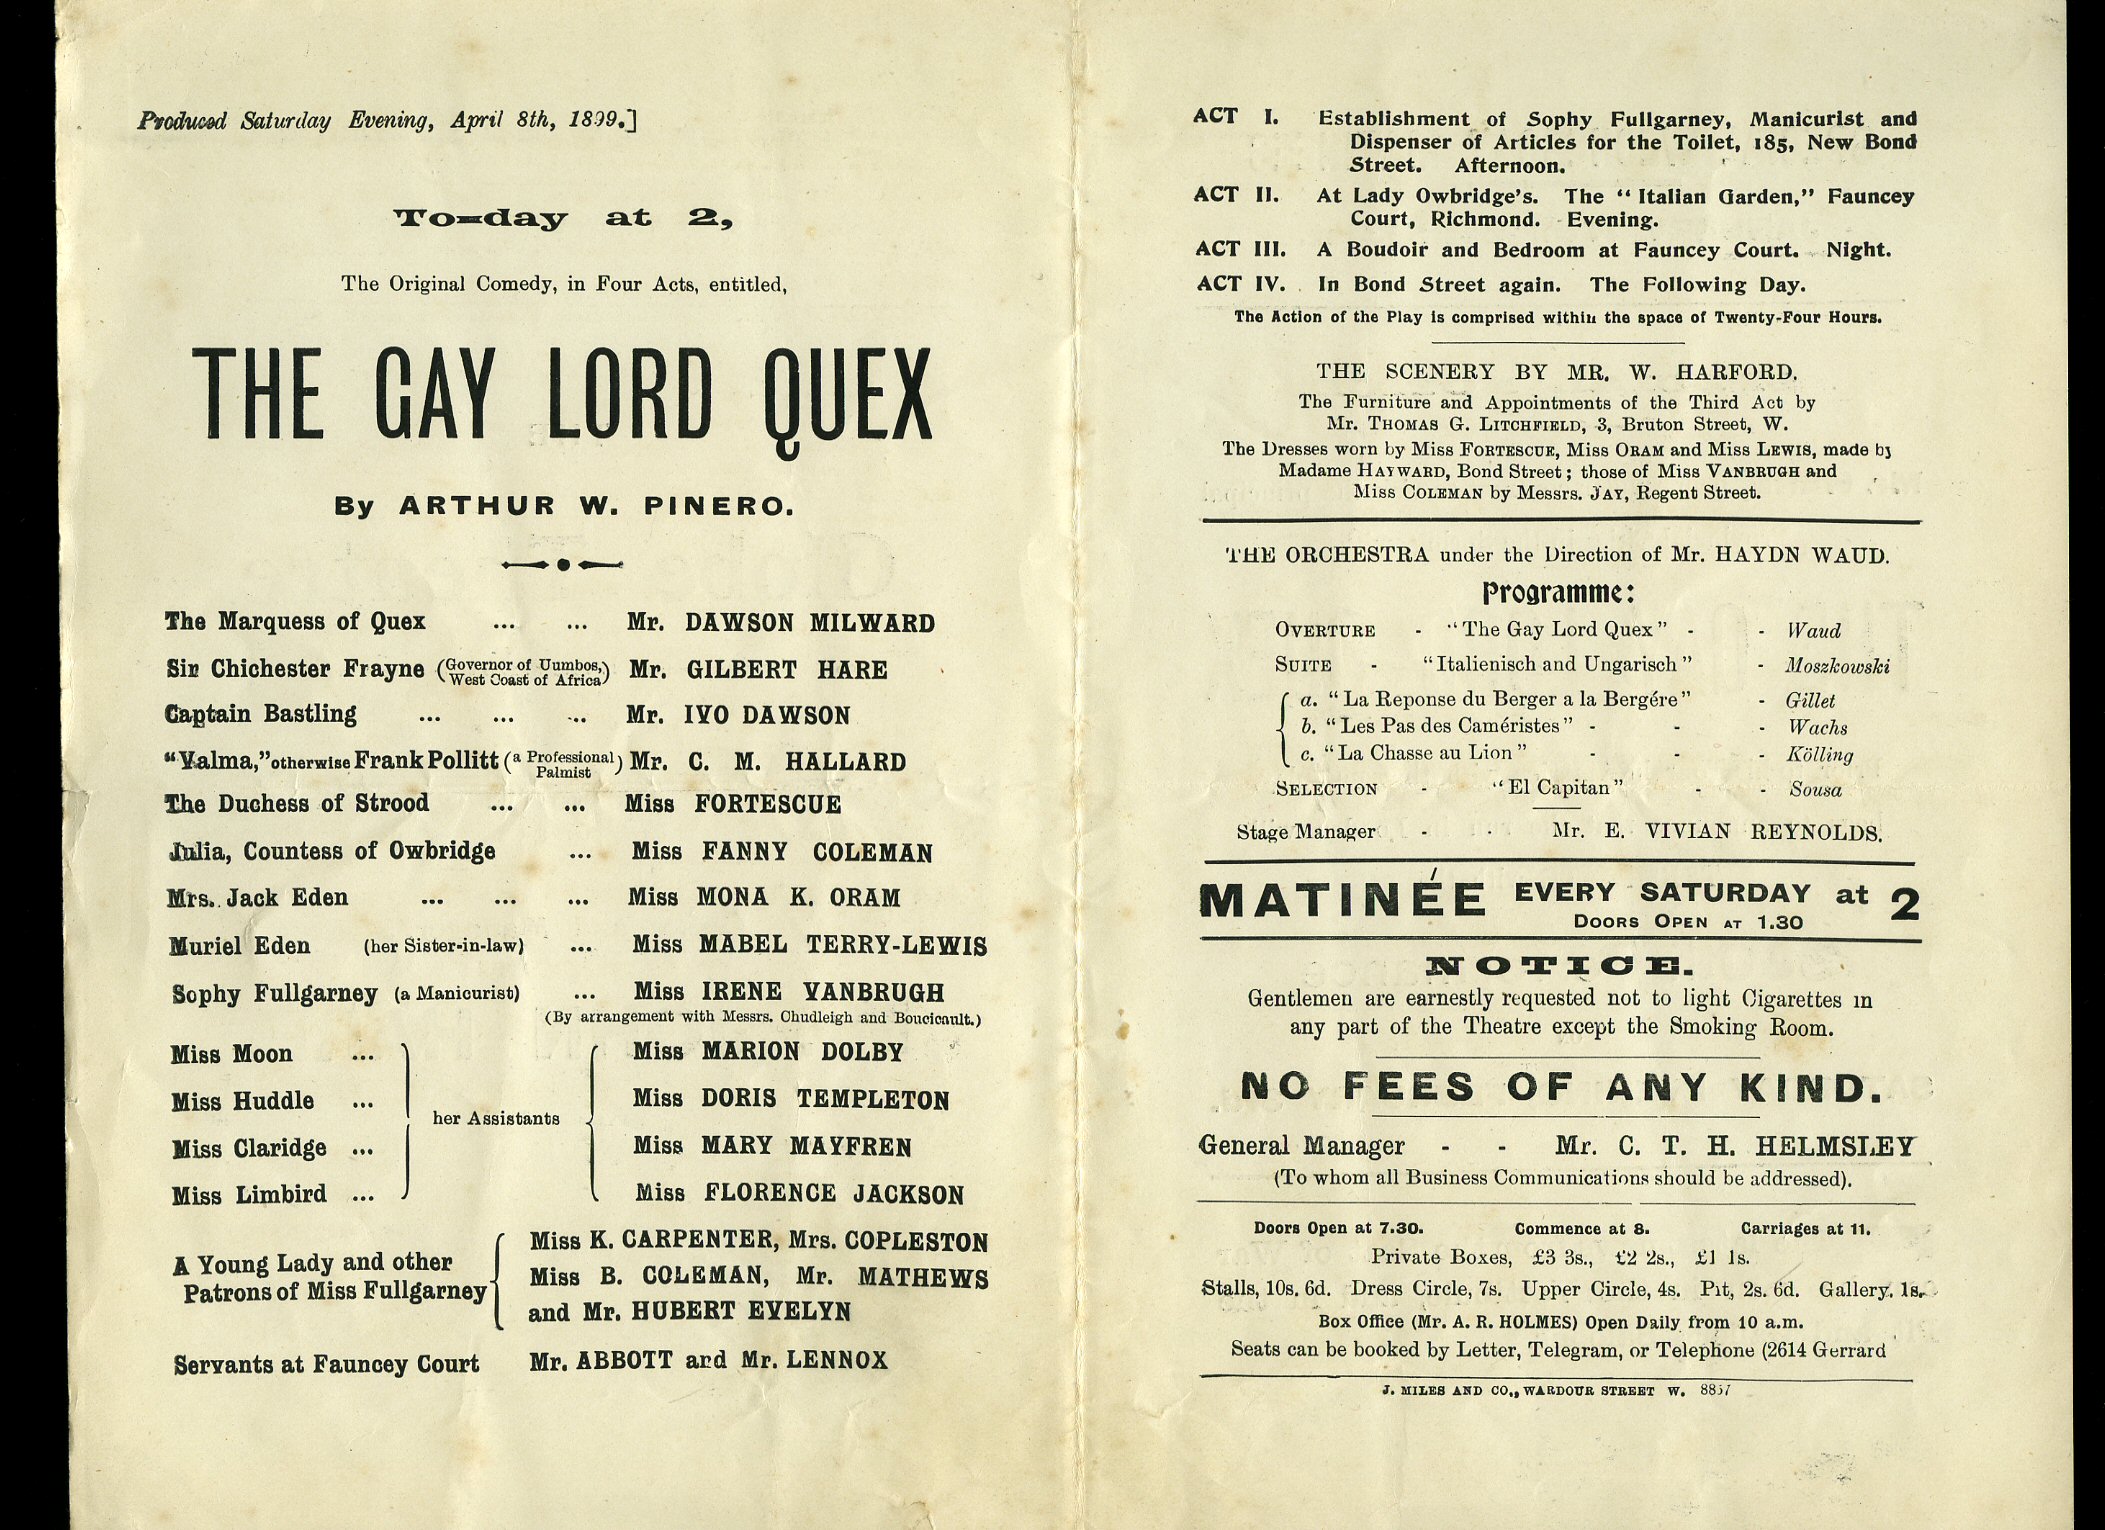 Produced Saturday Evening, April 8th, 1899.]
To-day at 2,
The Original Comedy, in Four Acts, entitled,
THE GAY LORD QUEX
By ARTHUR W. PINERO.
The Marquess of Quex ... ... Mr. DAWSON MILWARD
Sir Chichester Frayne (Governor of Uumbos, West Coast of Africa) Mr. GILBERT HARE
Captain Bastling ... ... ... Mr. IVO DAWSON
"Valma," otherwise Frank Pollitt (a Professional Palmist) Mr. C. M. HALLARD
The Duchess of Strood ... ... Miss FORTESCUE
Julia, Countess of Owbridge ... Miss FANNY COLEMAN
Mrs. Jack Eden ... ... ... Miss MONA K. ORAM
Muriel Eden (her Sister-in-law) ... Miss MABEL TERRY-LEWIS
Sophy Fullgarney (a Manicurist) ... Miss IRENE VANBRUGH
(By arrangement with Messrs. Chudleigh and Boucicault.)
Miss Moon ... Miss MARION DOLBY
Miss Huddle ... Miss DORIS TEMPLETON
her Assistants
Miss Claridge ... Miss MARY MAYFREN
Miss Limbird ... Miss FLORENCE JACKSON
A Young Lady and other Patrons of Miss Fullgarney
Miss K. CARPENTER, Mrs. COPLESTON
Miss B. COLEMAN, Mr. MATHEWS
and Mr. HUBERT EVELYN
Servants at Fauncey Court Mr. ABBOTT and Mr. LENNOX
ACT I. Establishment of Sophy Fullgarney, Manicurist and
Dispenser of Articles for the Toilet, 185, New Bond
Street. Afternoon.
ACT II. At Lady Owbridge's. The "Italian Garden," Fauncey
Court, Richmond. Evening.
ACT III. A Boudoir and Bedroom at Fauncey Court. Night.
ACT IV. In Bond Street again. The Following Day.
The Action of the Play is comprised within the space of Twenty-Four Hours.
THE SCENERY BY MR. W. HARFORD.
The Furniture and Appointments of the Third Act by
Mr. THOMAS G. LITCHFIELD, 3, Bruton Street, W.
The Dresses worn by Miss FORTESCUE, Miss ORAM and Miss LEWIS, made by
Madame HAYWARD, Bond Street; those of Miss VANBRUGH and
Miss COLEMAN by Messrs. JAY, Regent Street.
THE ORCHESTRA under the Direction of Mr. HAYDN WAUD.
Programme:
OVERTURE - "The Gay Lord Quex" - - Waud
SUITE - "Italienisch and Ungarisch" - Moszkowski
a. "La Reponse du Berger a la Bergére" - Gillet
b. "Les Pas des Caméristes" - - - Wachs
c. "La Chasse au Lion" - - - Kölling
SELECTION - "El Capitan" - - Sousa
Stage Manager - - Mr. E. VIVIAN REYNOLDS.
MATINÉE EVERY SATURDAY at 2
DOORS OPEN AT 1.30
NOTICE.
Gentlemen are earnestly requested not to light Cigarettes in
any part of the Theatre except the Smoking Room.
NO FEES OF ANY KIND.
General Manager - - Mr. C. T. H. HELMSLEY
(To whom all Business Communications should be addressed).
Doors Open at 7.30. Commence at 8. Carriages at 11.
Private Boxes, £3 3s., £2 2s., £1 1s.
Stalls, 10s. 6d. Dress Circle, 7s. Upper Circle, 4s. Pit, 2s. 6d. Gallery. 1s.
Box Office (Mr. A. R. HOLMES) Open Daily from 10 a.m.
Seats can be booked by Letter, Telegram, or Telephone (2614 Gerrard
J. MILES AND CO., WARDOUR STREET W.